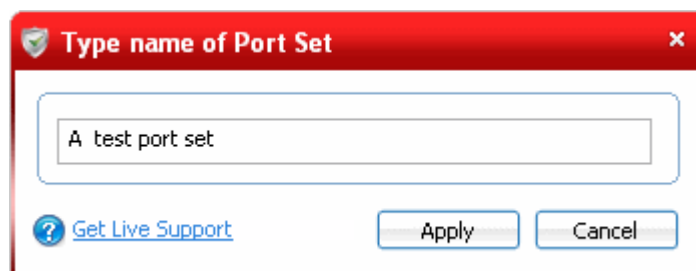 Type name of Port Set
A test port set
Get Live Support
Apply
Cancel